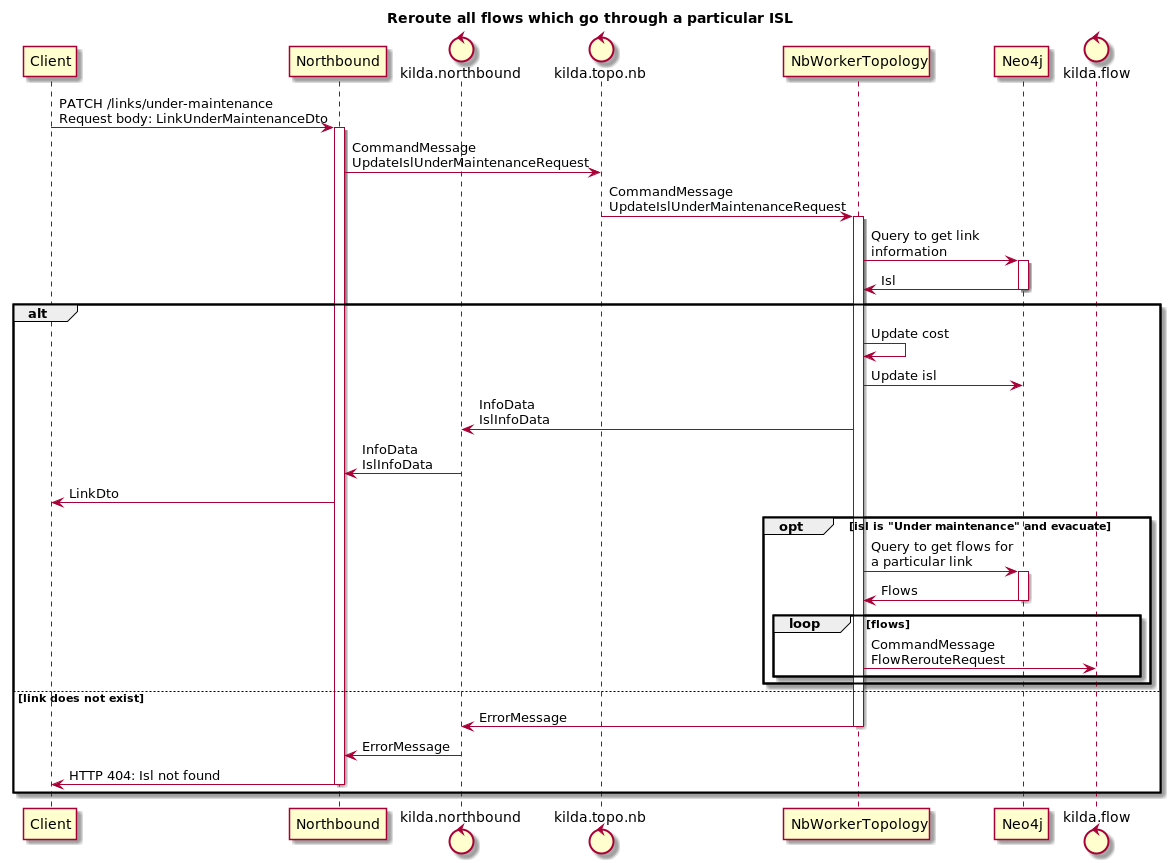 Reroute all flows which go through a particular ISL
Client
Northbound
kilda.northbound
kilda.topo.nb
NbWorkerTopology
Neo4j
kilda.flow
PATCH /links/under-maintenance
Request body: LinkUnderMaintenanceDto
CommandMessage
UpdateIslUnderMaintenanceRequest
CommandMessage
UpdateIslUnderMaintenanceRequest
Query to get link
information
Isl
alt
Update cost
Update isl
InfoData
IslInfoData
InfoData
IslInfoData
LinkDto
opt
[isl is "Under maintenance" and evacuate]
Query to get flows for
a particular link
Flows
loop
[flows]
CommandMessage
FlowRerouteRequest
[link does not exist]
ErrorMessage
ErrorMessage
HTTP 404: Isl not found
Client
Northbound
kilda.northbound
kilda.topo.nb
NbWorkerTopology
Neo4j
kilda.flow